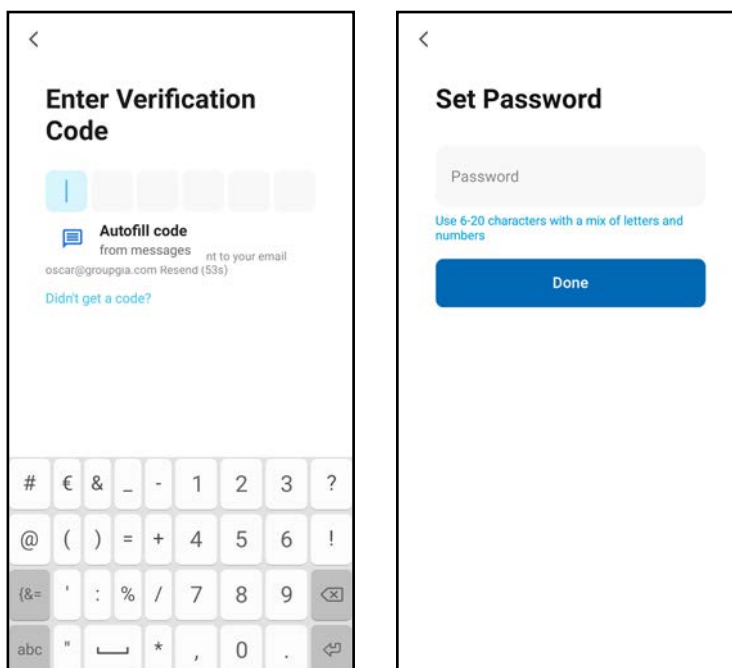 Enter Verification
Code
Autofill code
from messages
nt to your email
oscar@groupgia.com Resend (53s)
Didn't get a code?
# € & _ - 1 2 3 ?
@ ( ) = + 4 5 6 !
{&= ' : % / 7 8 9
abc " * , 0 .
Set Password
Password
Use 6-20 characters with a mix of letters and
numbers
Done